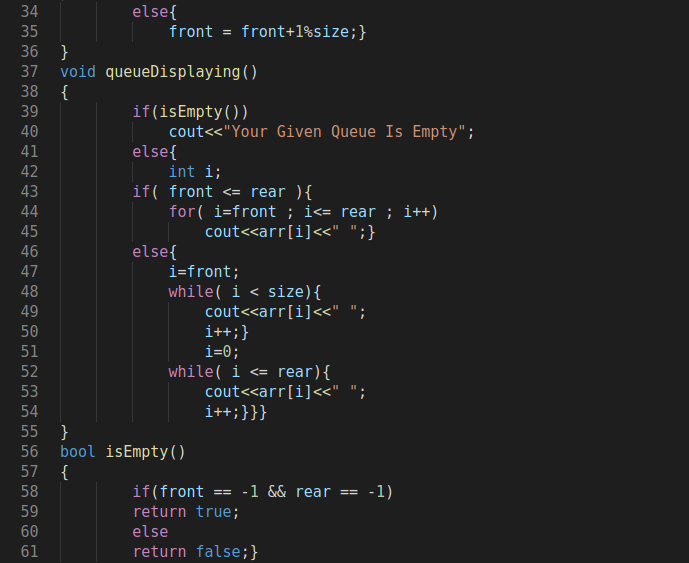 34 else{
35 front = front+1%size;}
36 }
37 void queueDisplaying()
38 {
39 if(isEmpty())
40 cout<<"Your Given Queue Is Empty";
41 else{
42 int i;
43 if( front <= rear ){
44 for( i=front ; i<= rear ; i++)
45 cout<<arr[i]<<" ";}
46 else{
47 i=front;
48 while( i < size){
49 cout<<arr[i]<<" ";
50 i++;}
51 i=0;
52 while( i <= rear){
53 cout<<arr[i]<<" ";
54 i++;}}}
55 }
56 bool isEmpty()
57 {
58 if(front == -1 && rear == -1)
59 return true;
60 else
61 return false;}